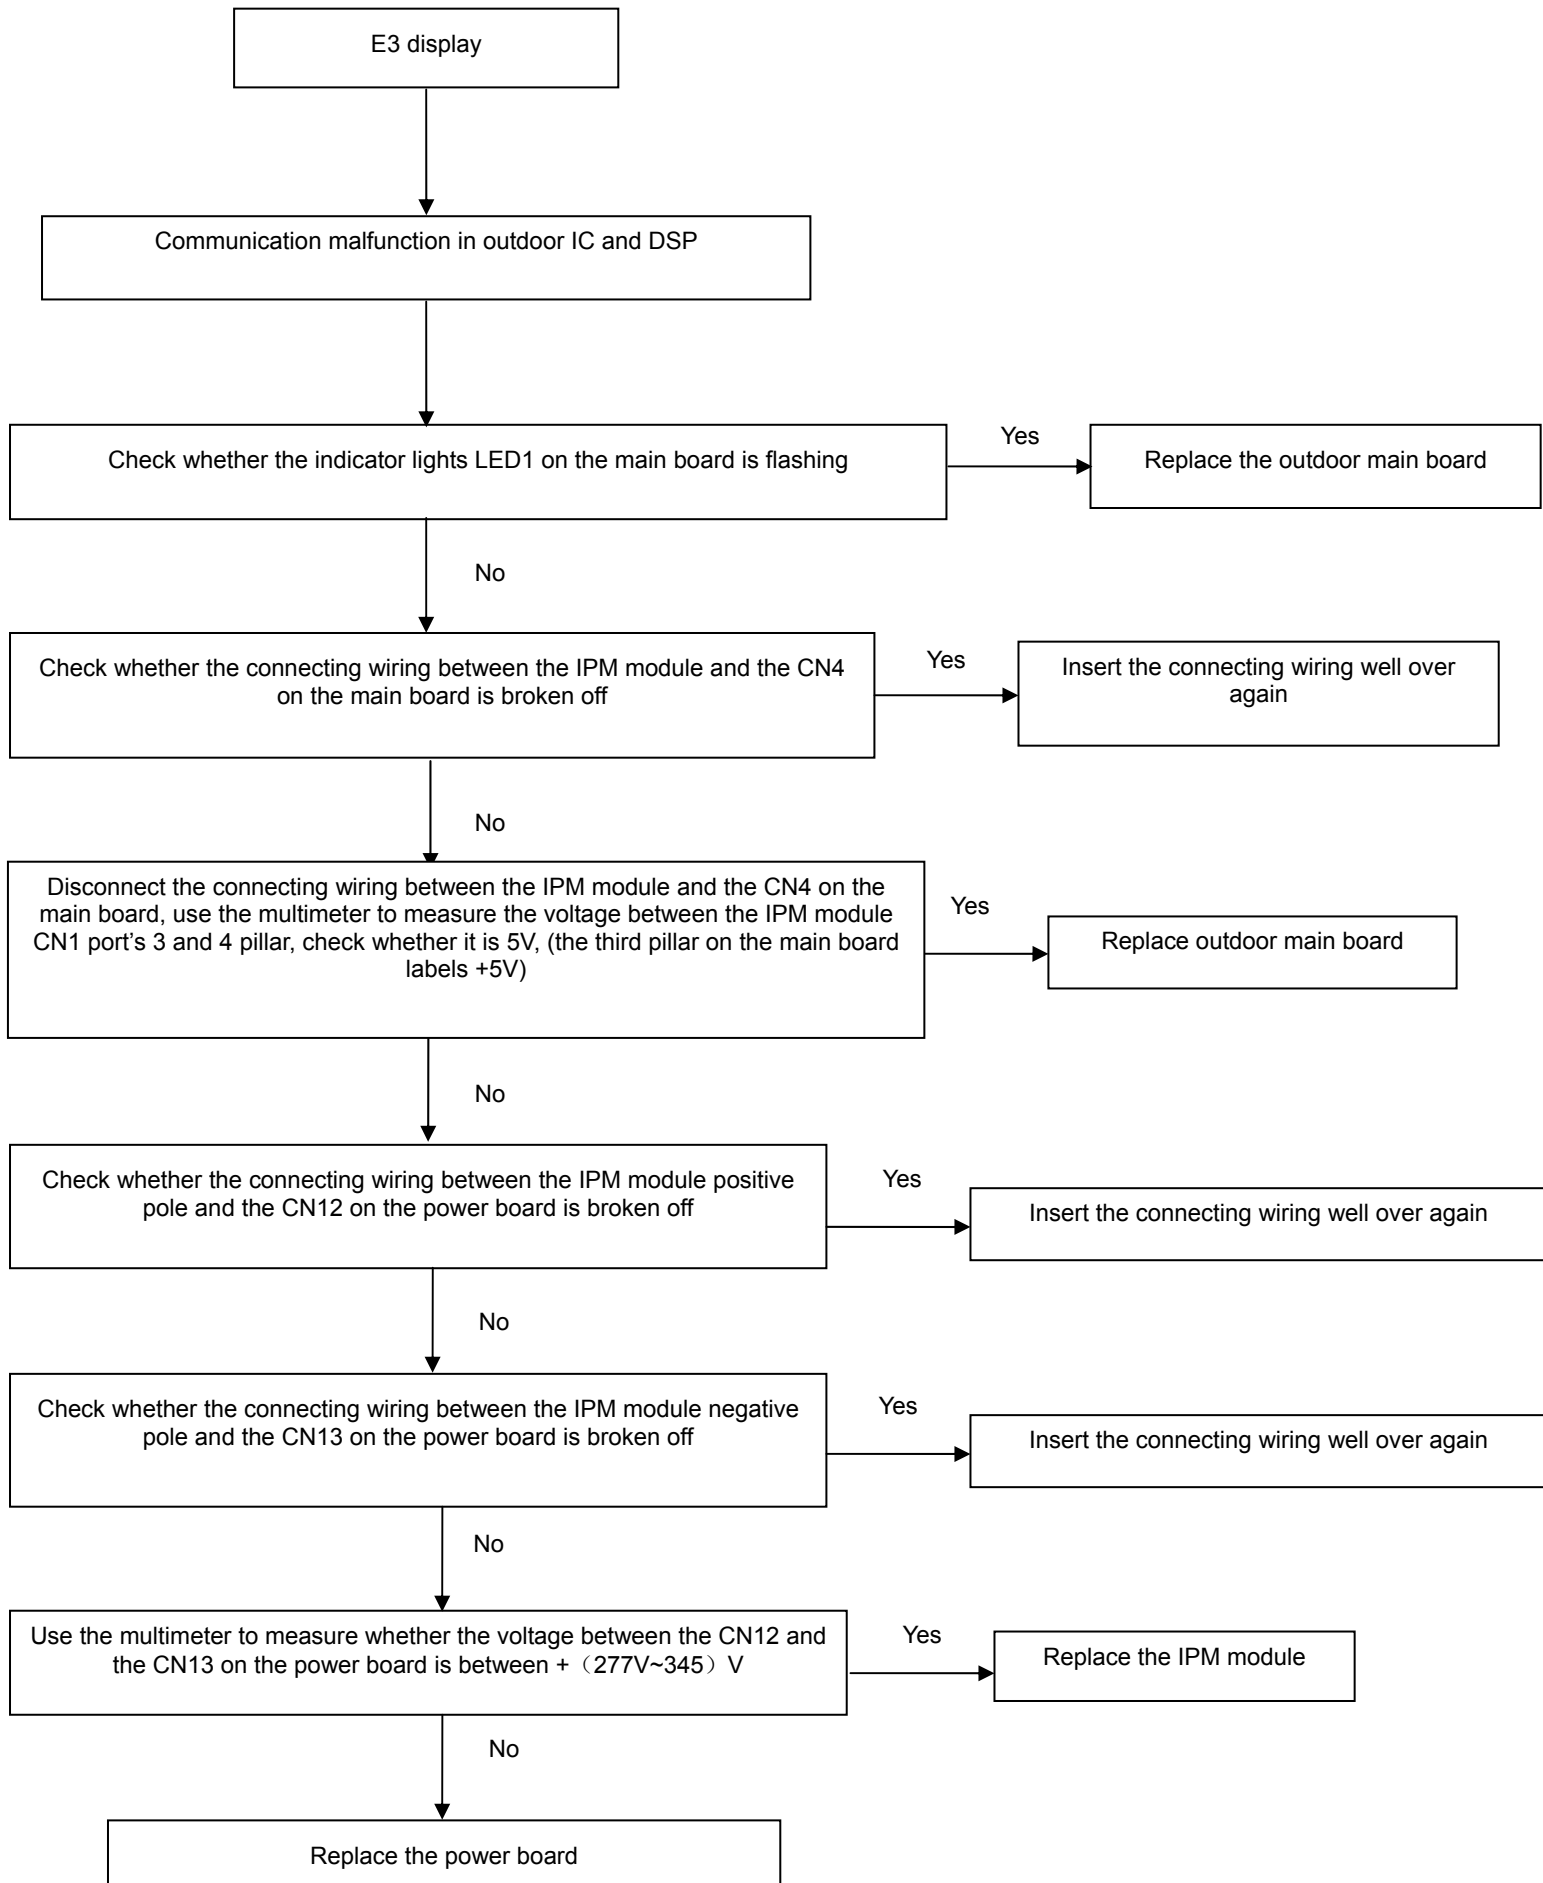 E3 display
Communication malfunction in outdoor IC and DSP
Check whether the indicator lights LED1 on the main board is flashing
Yes
Replace the outdoor main board
No
Check whether the connecting wiring between the IPM module and the CN4
on the main board is broken off
Yes
Insert the connecting wiring well over
again
No
Disconnect the connecting wiring between the IPM module and the CN4 on the
main board, use the multimeter to measure the voltage between the IPM module
CN1 port’s 3 and 4 pillar, check whether it is 5V, (the third pillar on the main board
labels +5V)
Yes
Replace outdoor main board
No
Check whether the connecting wiring between the IPM module positive
pole and the CN12 on the power board is broken off
Yes
Insert the connecting wiring well over again
No
Check whether the connecting wiring between the IPM module negative
pole and the CN13 on the power board is broken off
Yes
Insert the connecting wiring well over again
No
Use the multimeter to measure whether the voltage between the CN12 and
the CN13 on the power board is between +（277V~345）V
Yes
Replace the IPM module
No
Replace the power board